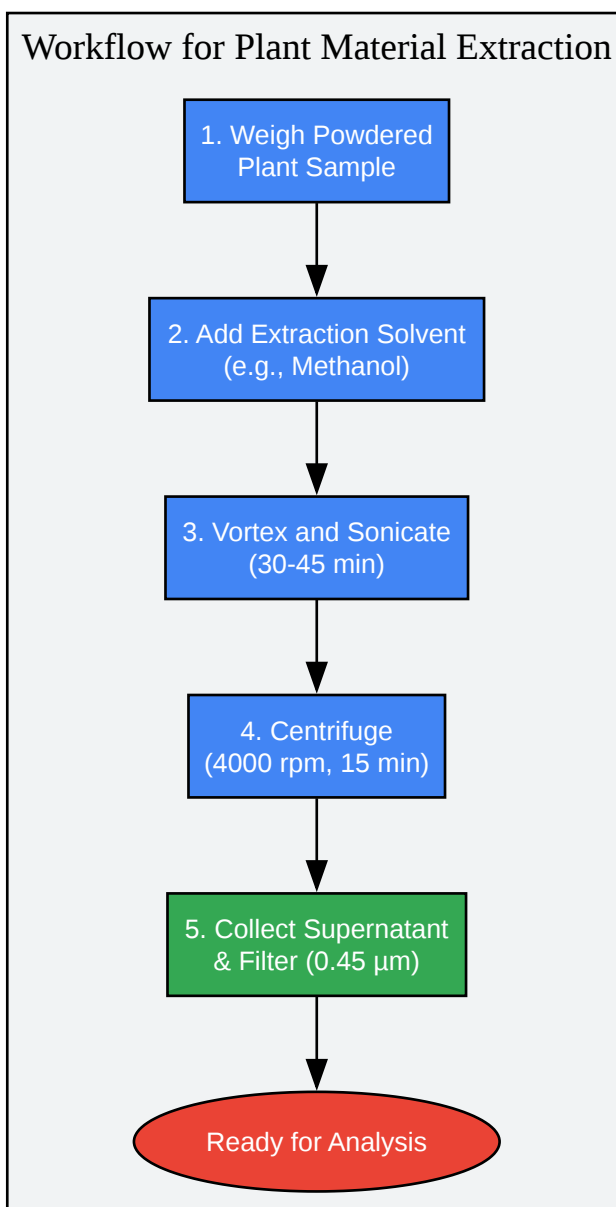 Workflow for Plant Material Extraction
1. Weigh Powdered
Plant Sample
2. Add Extraction Solvent
(e.g., Methanol)
3. Vortex and Sonicate
(30-45 min)
4. Centrifuge
(4000 rpm, 15 min)
5. Collect Supernatant
& Filter (0.45 µm)
Ready for Analysis